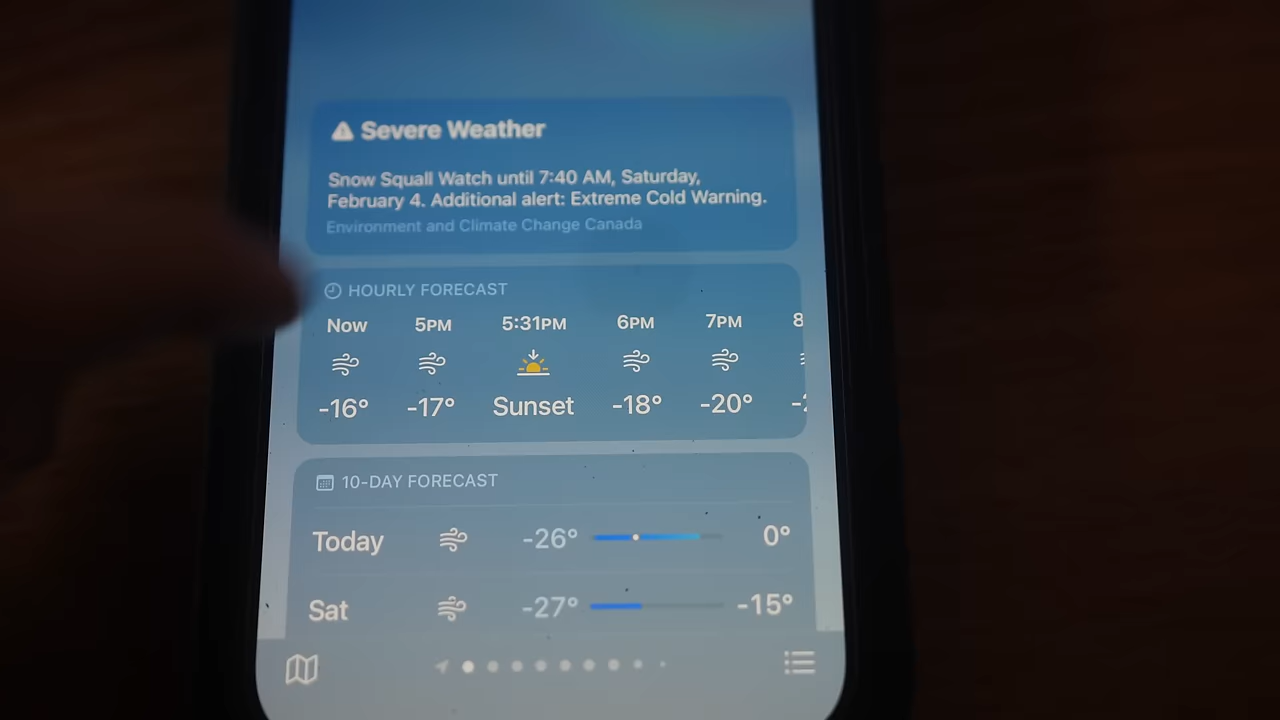 Severe Weather
Snow Squall Watch until 7:40 AM, Saturday,
February 4. Additional alert: Extreme Cold Warning.
Environment and Climate Change Canada
HOURLY FORECAST
Now 5PM 5:31PM 6PM 7PM 8
-16° -17° Sunset -18° -20° -2
10-DAY FORECAST
Today -26° 0°
Sat -27° -15°